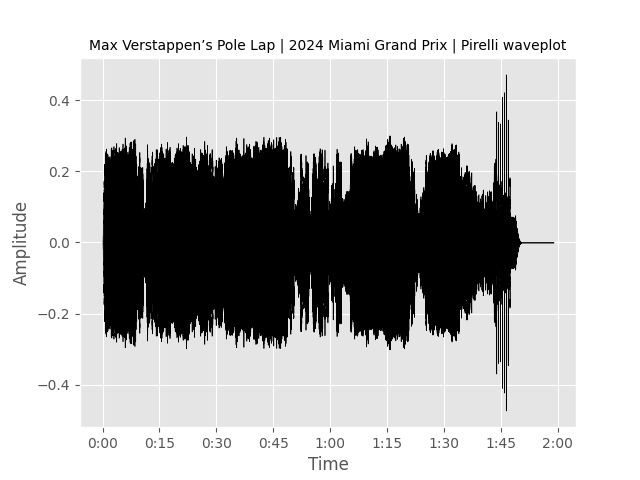 Max Verstappen’s Pole Lap | 2024 Miami Grand Prix | Pirelli waveplot
0.4
0.2
0.0
−0.2
−0.4
Amplitude
0:00 0:15 0:30 0:45 1:00 1:15 1:30 1:45 2:00
Time